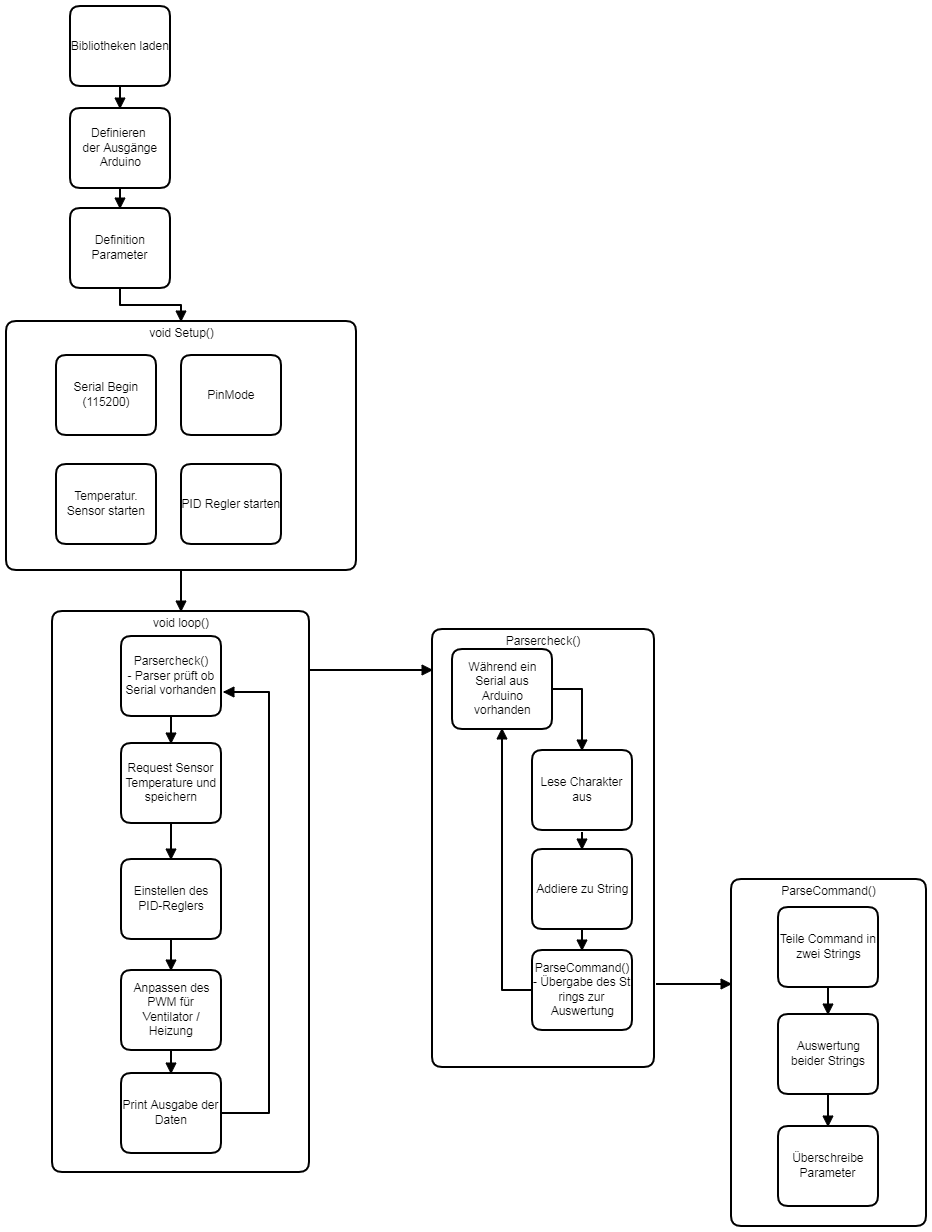 Bibliotheken laden
Definieren
der Ausgänge
Arduino
Definition
Parameter
void Setup()
Serial Begin
(115200)
PinMode
Temperatur.
Sensor starten
PID Regler starten
void loop()
Parsercheck()
- Parser prüft ob
Serial vorhanden
Request Sensor
Temperature und
speichern
Einstellen des
PID-Reglers
Anpassen des
PWM für
Ventilator /
Heizung
Print Ausgabe der
Daten
Parsercheck()
Während ein
Serial aus
Arduino
vorhanden
Lese Charakter
aus
Addiere zu String
ParseCommand()
- Übergabe des St
rings zur
Auswertung
ParseCommand()
Teile Command in
zwei Strings
Auswertung
beider Strings
Überschreibe
Parameter